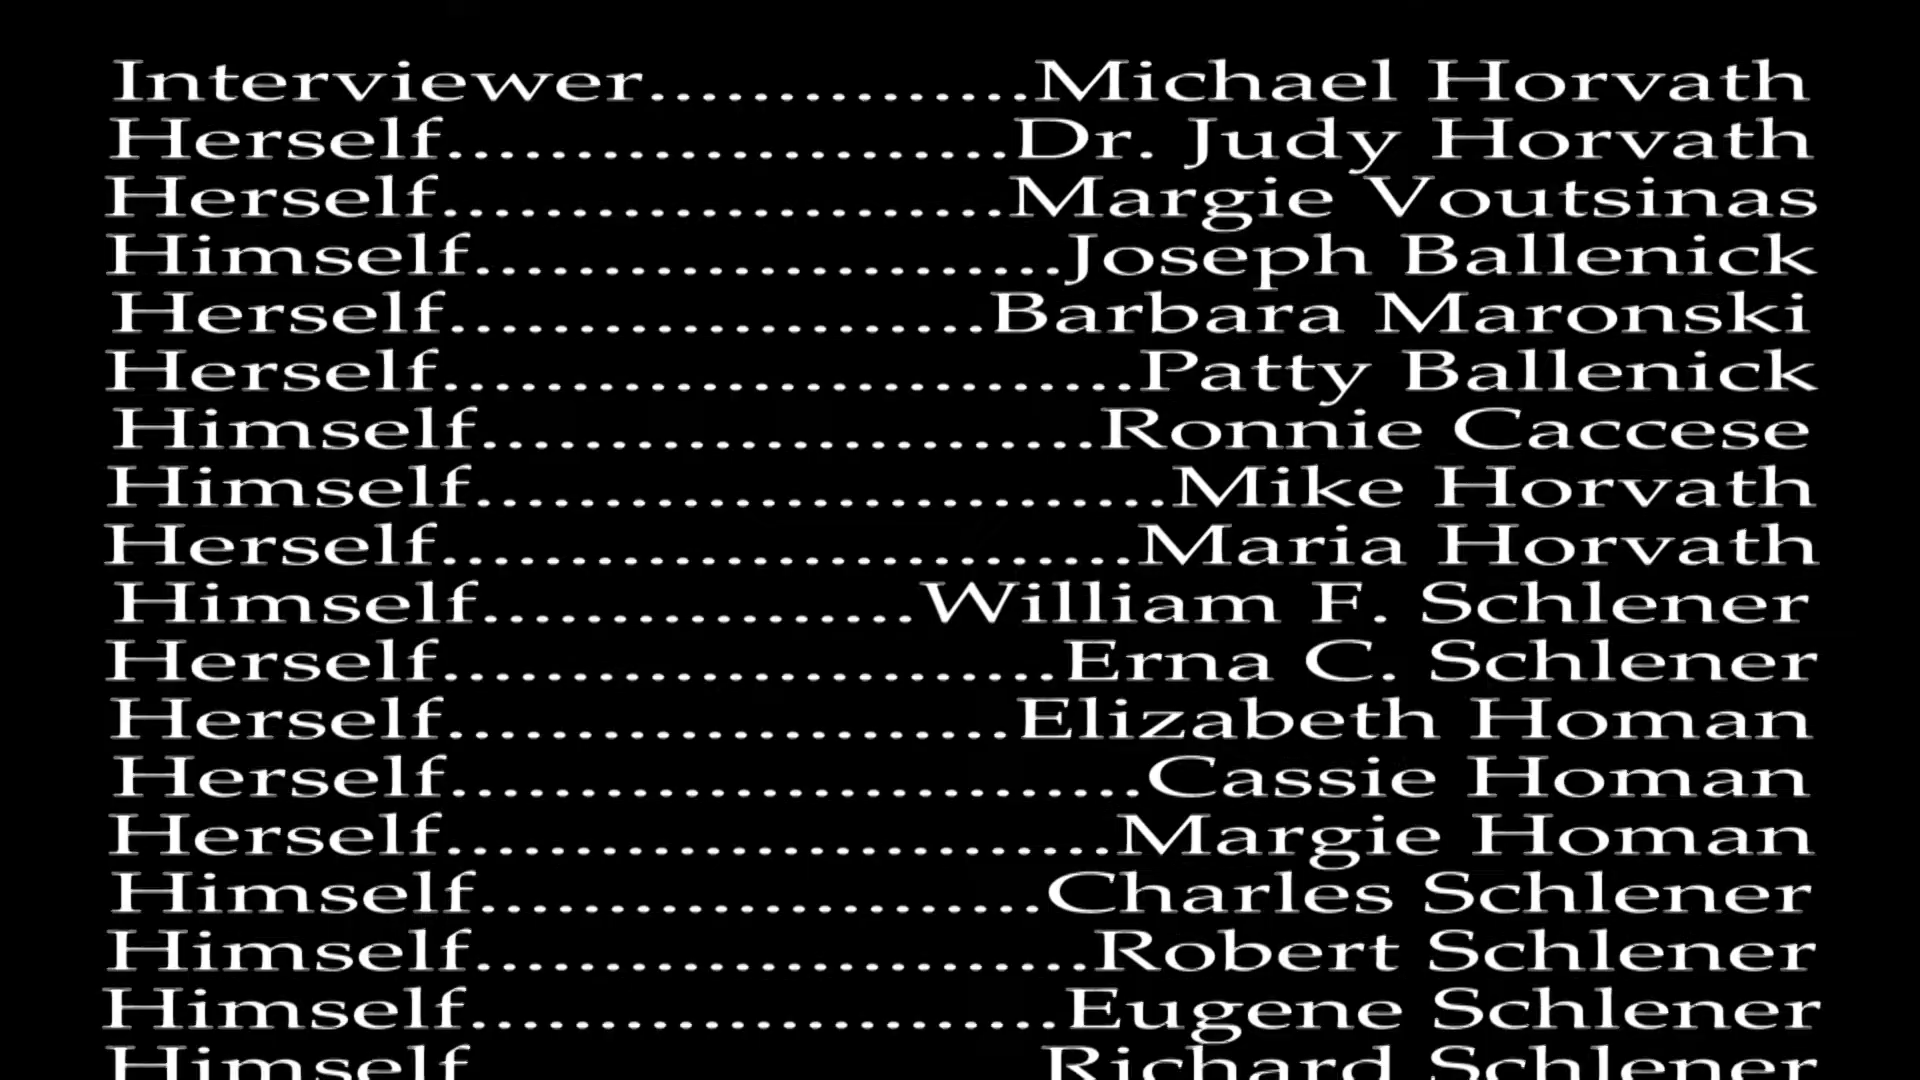 Interviewer...............Michael Horvath
Herself......................Dr. Judy Horvath
Herself......................Margie Voutsinas
Himself.......................Joseph Ballenick
Herself.....................Barbara Maronski
Herself...........................Patty Ballenick
Himself........................Ronnie Caccese
Himself...........................Mike Horvath
Herself...........................Maria Horvath
Himself.................William F. Schlener
Herself........................Erna C. Schlener
Herself......................Elizabeth Homan
Herself...........................Cassie Homan
Herself..........................Margie Homan
Himself......................Charles Schlener
Himself........................Robert Schlener
Himself.......................Eugene Schlener
Himself Richard Schlener